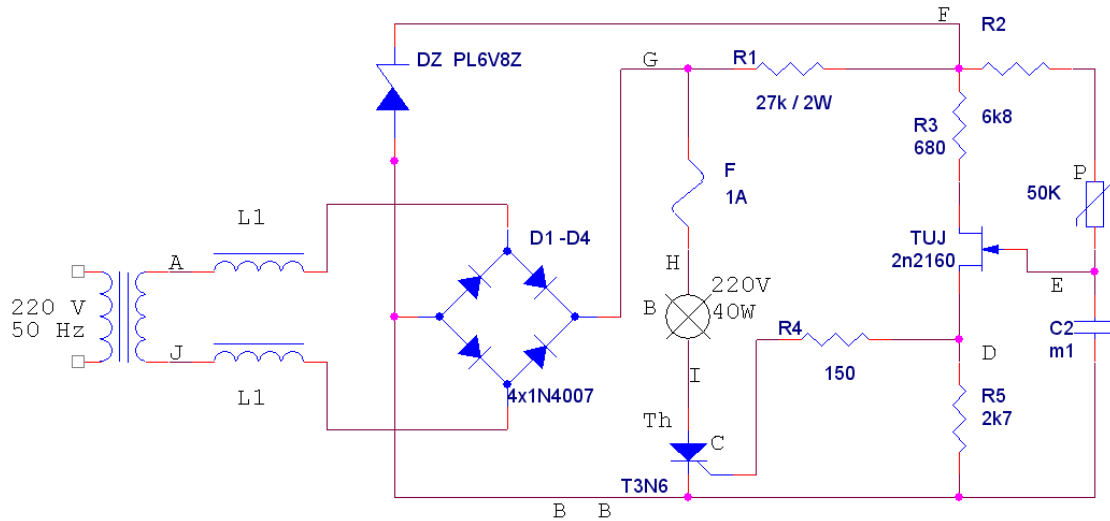 F
R2
DZ PL6V8Z
G
R1
27k / 2W
R3
680
6k8
F
1A
P
50K
L1
D1 -D4
TUJ
2n2160
A
H
220V
40W
B
E
220 V
50 Hz
R4
C2
m1
J
D
I
150
L1
4x1N4007
R5
2k7
Th
C
T3N6
B B